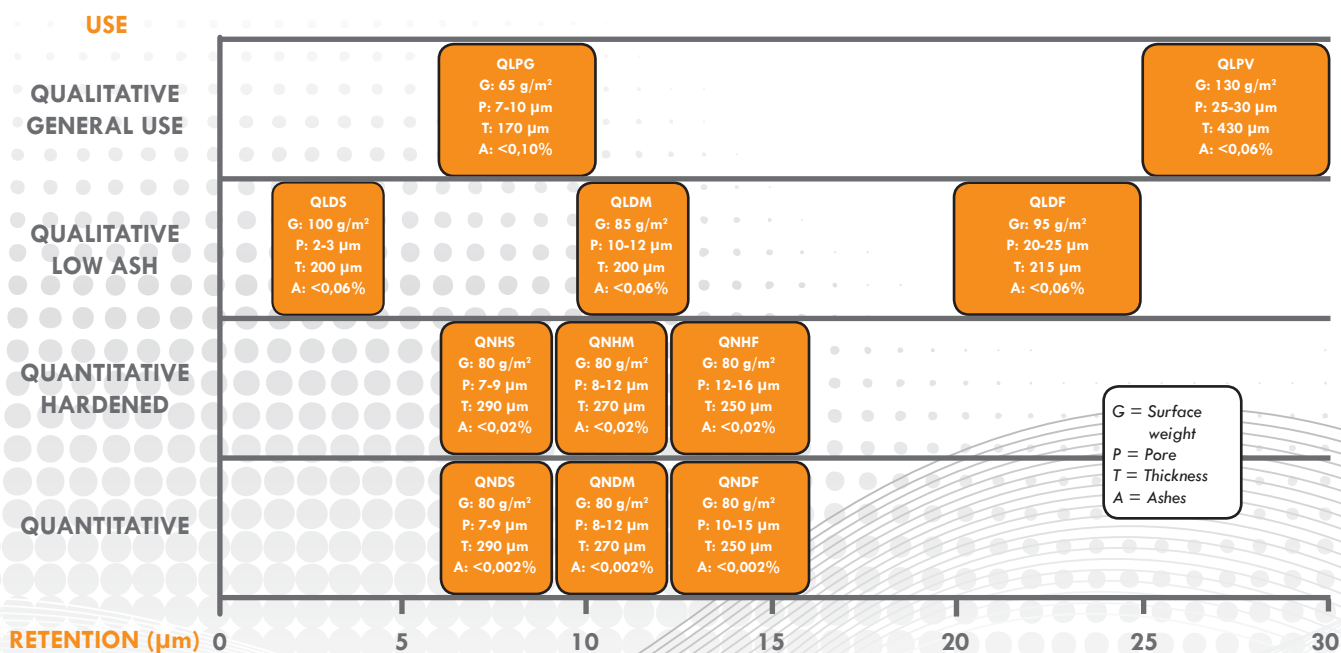 USE
QUALITATIVE
GENERAL USE
QLPG
G: 65 g/m²
P: 7-10 µm
T: 170 µm
A: <0,10%
QLPV
G: 130 g/m²
P: 25-30 µm
T: 430 µm
A: <0,06%
QUALITATIVE
LOW ASH
QLDS
G: 100 g/m²
P: 2-3 µm
T: 200 µm
A: <0,06%
QLDM
G: 85 g/m²
P: 10-12 µm
T: 200 µm
A: <0,06%
QLDF
Gr: 95 g/m²
P: 20-25 µm
T: 215 µm
A: <0,06%
QUANTITATIVE
HARDENED
QNHS
G: 80 g/m²
P: 7-9 µm
T: 290 µm
A: <0,02%
QNHM
G: 80 g/m²
P: 8-12 µm
T: 270 µm
A: <0,02%
QNHF
G: 80 g/m²
P: 12-16 µm
T: 250 µm
A: <0,02%
G = Surface
weight
P = Pore
T = Thickness
A = Ashes
QUANTITATIVE
QNDS
G: 80 g/m²
P: 7-9 µm
T: 290 µm
A: <0,002%
QNDM
G: 80 g/m²
P: 8-12 µm
T: 270 µm
A: <0,002%
QNDF
G: 80 g/m²
P: 10-15 µm
T: 250 µm
A: <0,002%
RETENTION (µm) 0 5 10 15 20 25 30